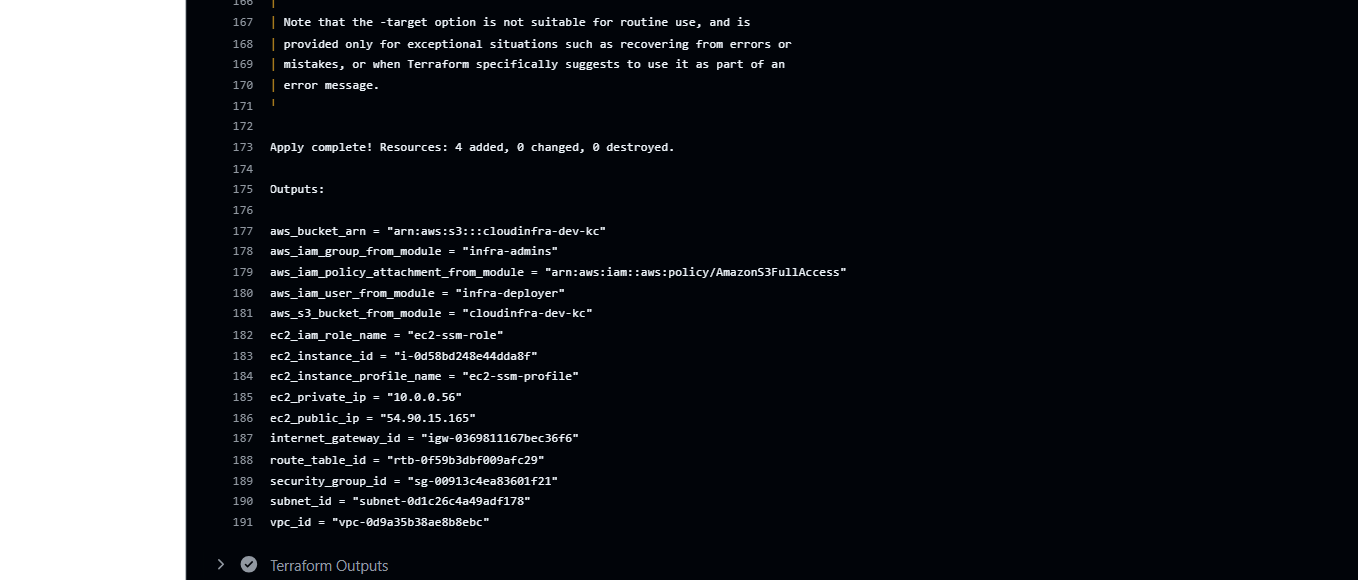 166 |
167 | Note that the -target option is not suitable for routine use, and is
168 | provided only for exceptional situations such as recovering from errors or
169 | mistakes, or when Terraform specifically suggests to use it as part of an
170 | error message.
171 ╵
172
173 Apply complete! Resources: 4 added, 0 changed, 0 destroyed.
174
175 Outputs:
176
177 aws_bucket_arn = "arn:aws:s3:::cloudinfra-dev-kc"
178 aws_iam_group_from_module = "infra-admins"
179 aws_iam_policy_attachment_from_module = "arn:aws:iam::aws:policy/AmazonS3FullAccess"
180 aws_iam_user_from_module = "infra-deployer"
181 aws_s3_bucket_from_module = "cloudinfra-dev-kc"
182 ec2_iam_role_name = "ec2-ssm-role"
183 ec2_instance_id = "i-0d58bd248e44dda8f"
184 ec2_instance_profile_name = "ec2-ssm-profile"
185 ec2_private_ip = "10.0.0.56"
186 ec2_public_ip = "54.90.15.165"
187 internet_gateway_id = "igw-0369811167bec36f6"
188 route_table_id = "rtb-0f59b3dbf009afc29"
189 security_group_id = "sg-00913c4ea83601f21"
190 subnet_id = "subnet-0d1c26c4a49adf178"
191 vpc_id = "vpc-0d9a35b38ae8b8ebc"
Terraform Outputs